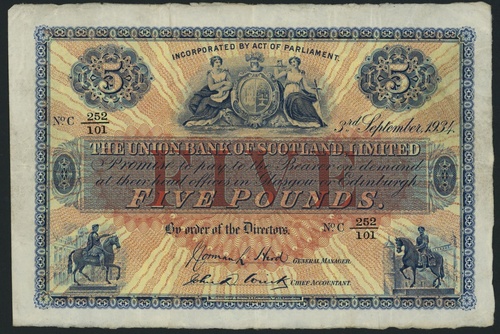 INCORPORATED BY ACT OF PARLIAMENT.
5 5
3rd September, 1934.
No C 252/101
THE UNION BANK OF SCOTLAND LIMITED
Promise to pay to the Bearer on demand
at their head offices in Glasgow or Edinburgh
FIVE
FIVE POUNDS.
By order of the Directors. No C 252/101
Norman Hird GENERAL MANAGER.
CHIEF ACCOUNTANT.